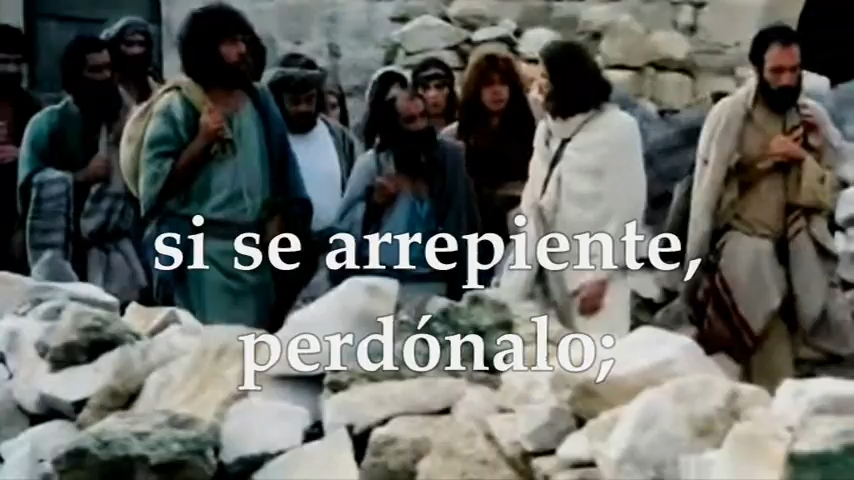 si se arrepiente,
perdónalo;